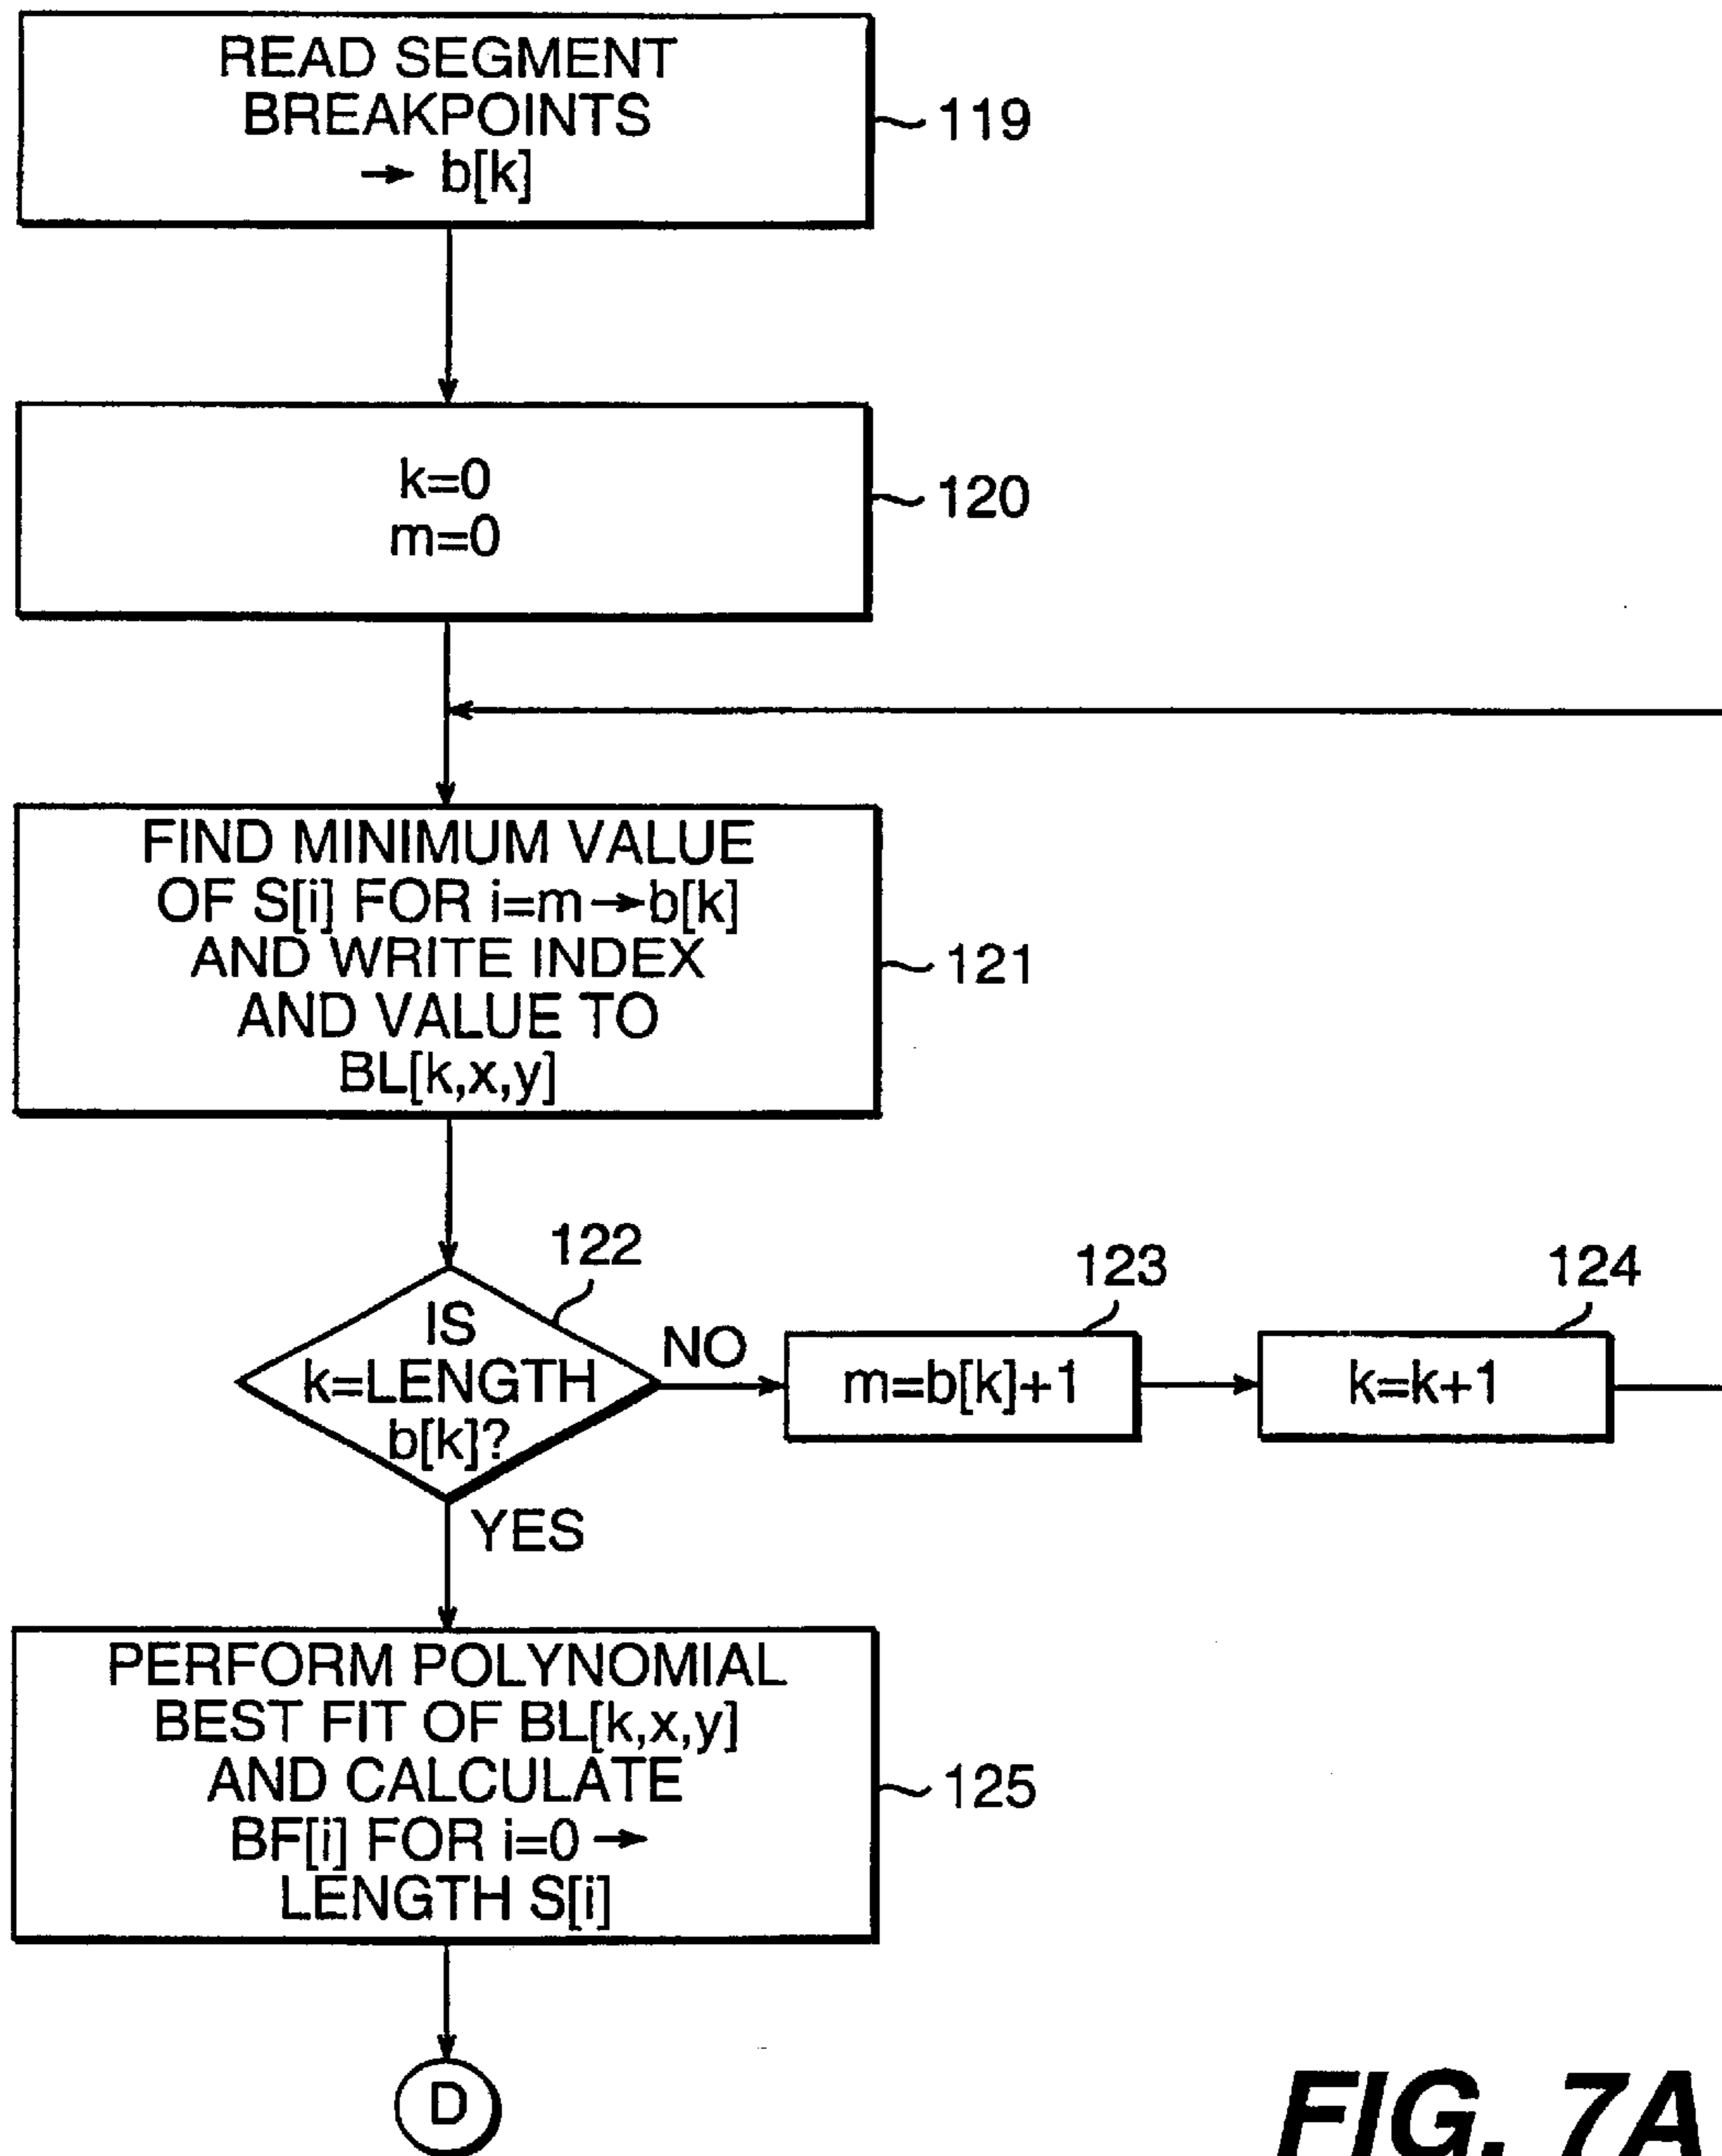 READ SEGMENT
BREAKPOINTS
→ b[k]
119
k=0
m=0
120
FIND MINIMUM VALUE
OF S[i] FOR i=m→b[k]
AND WRITE INDEX
AND VALUE TO
BL[k,x,y]
121
122
IS
k=LENGTH
b[k]?
NO
123
m=b[k]+1
124
k=k+1
YES
PERFORM POLYNOMIAL
BEST FIT OF BL[k,x,y]
AND CALCULATE
BF[i] FOR i=0→
LENGTH S[i]
125
D
FIG. 7A